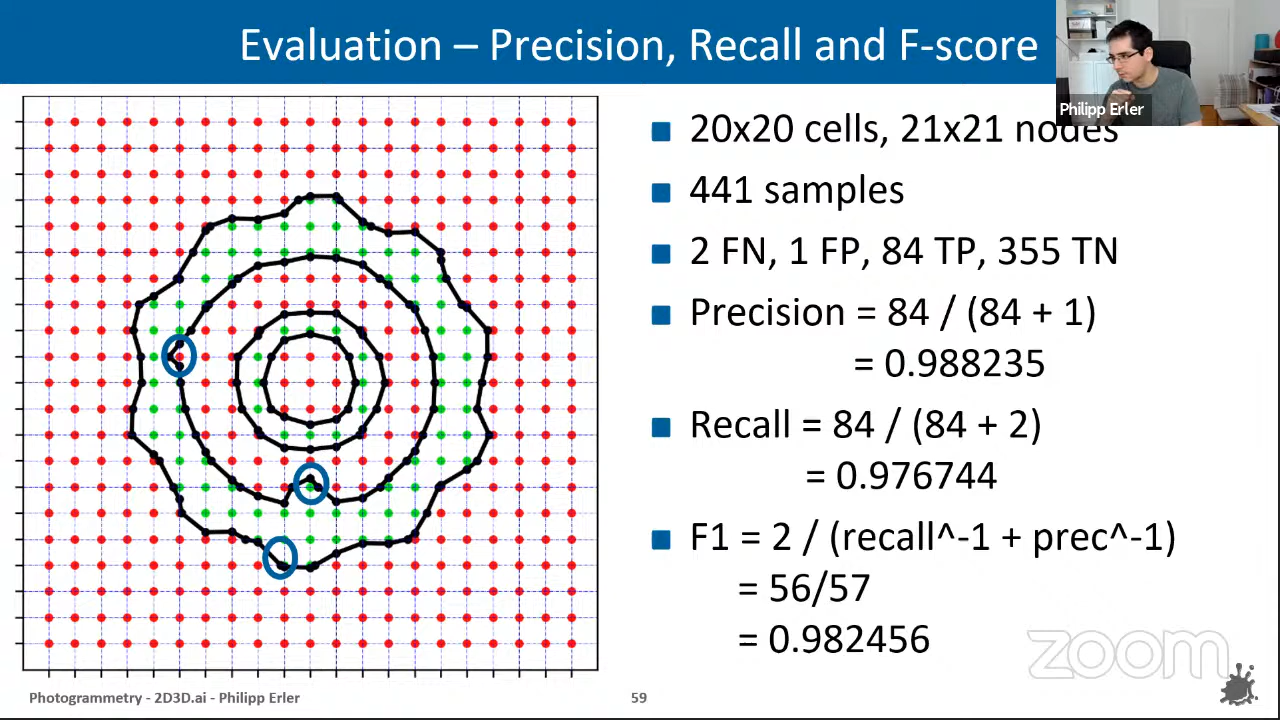 Evaluation – Precision, Recall and F-score
Philipp Erler
20x20 cells, 21x21 nodes
441 samples
2 FN, 1 FP, 84 TP, 355 TN
Precision = 84 / (84 + 1)
= 0.988235
Recall = 84 / (84 + 2)
= 0.976744
F1 = 2 / (recall^-1 + prec^-1)
= 56/57
= 0.982456
zoom
Photogrammetry - 2D3D.ai - Philipp Erler
59